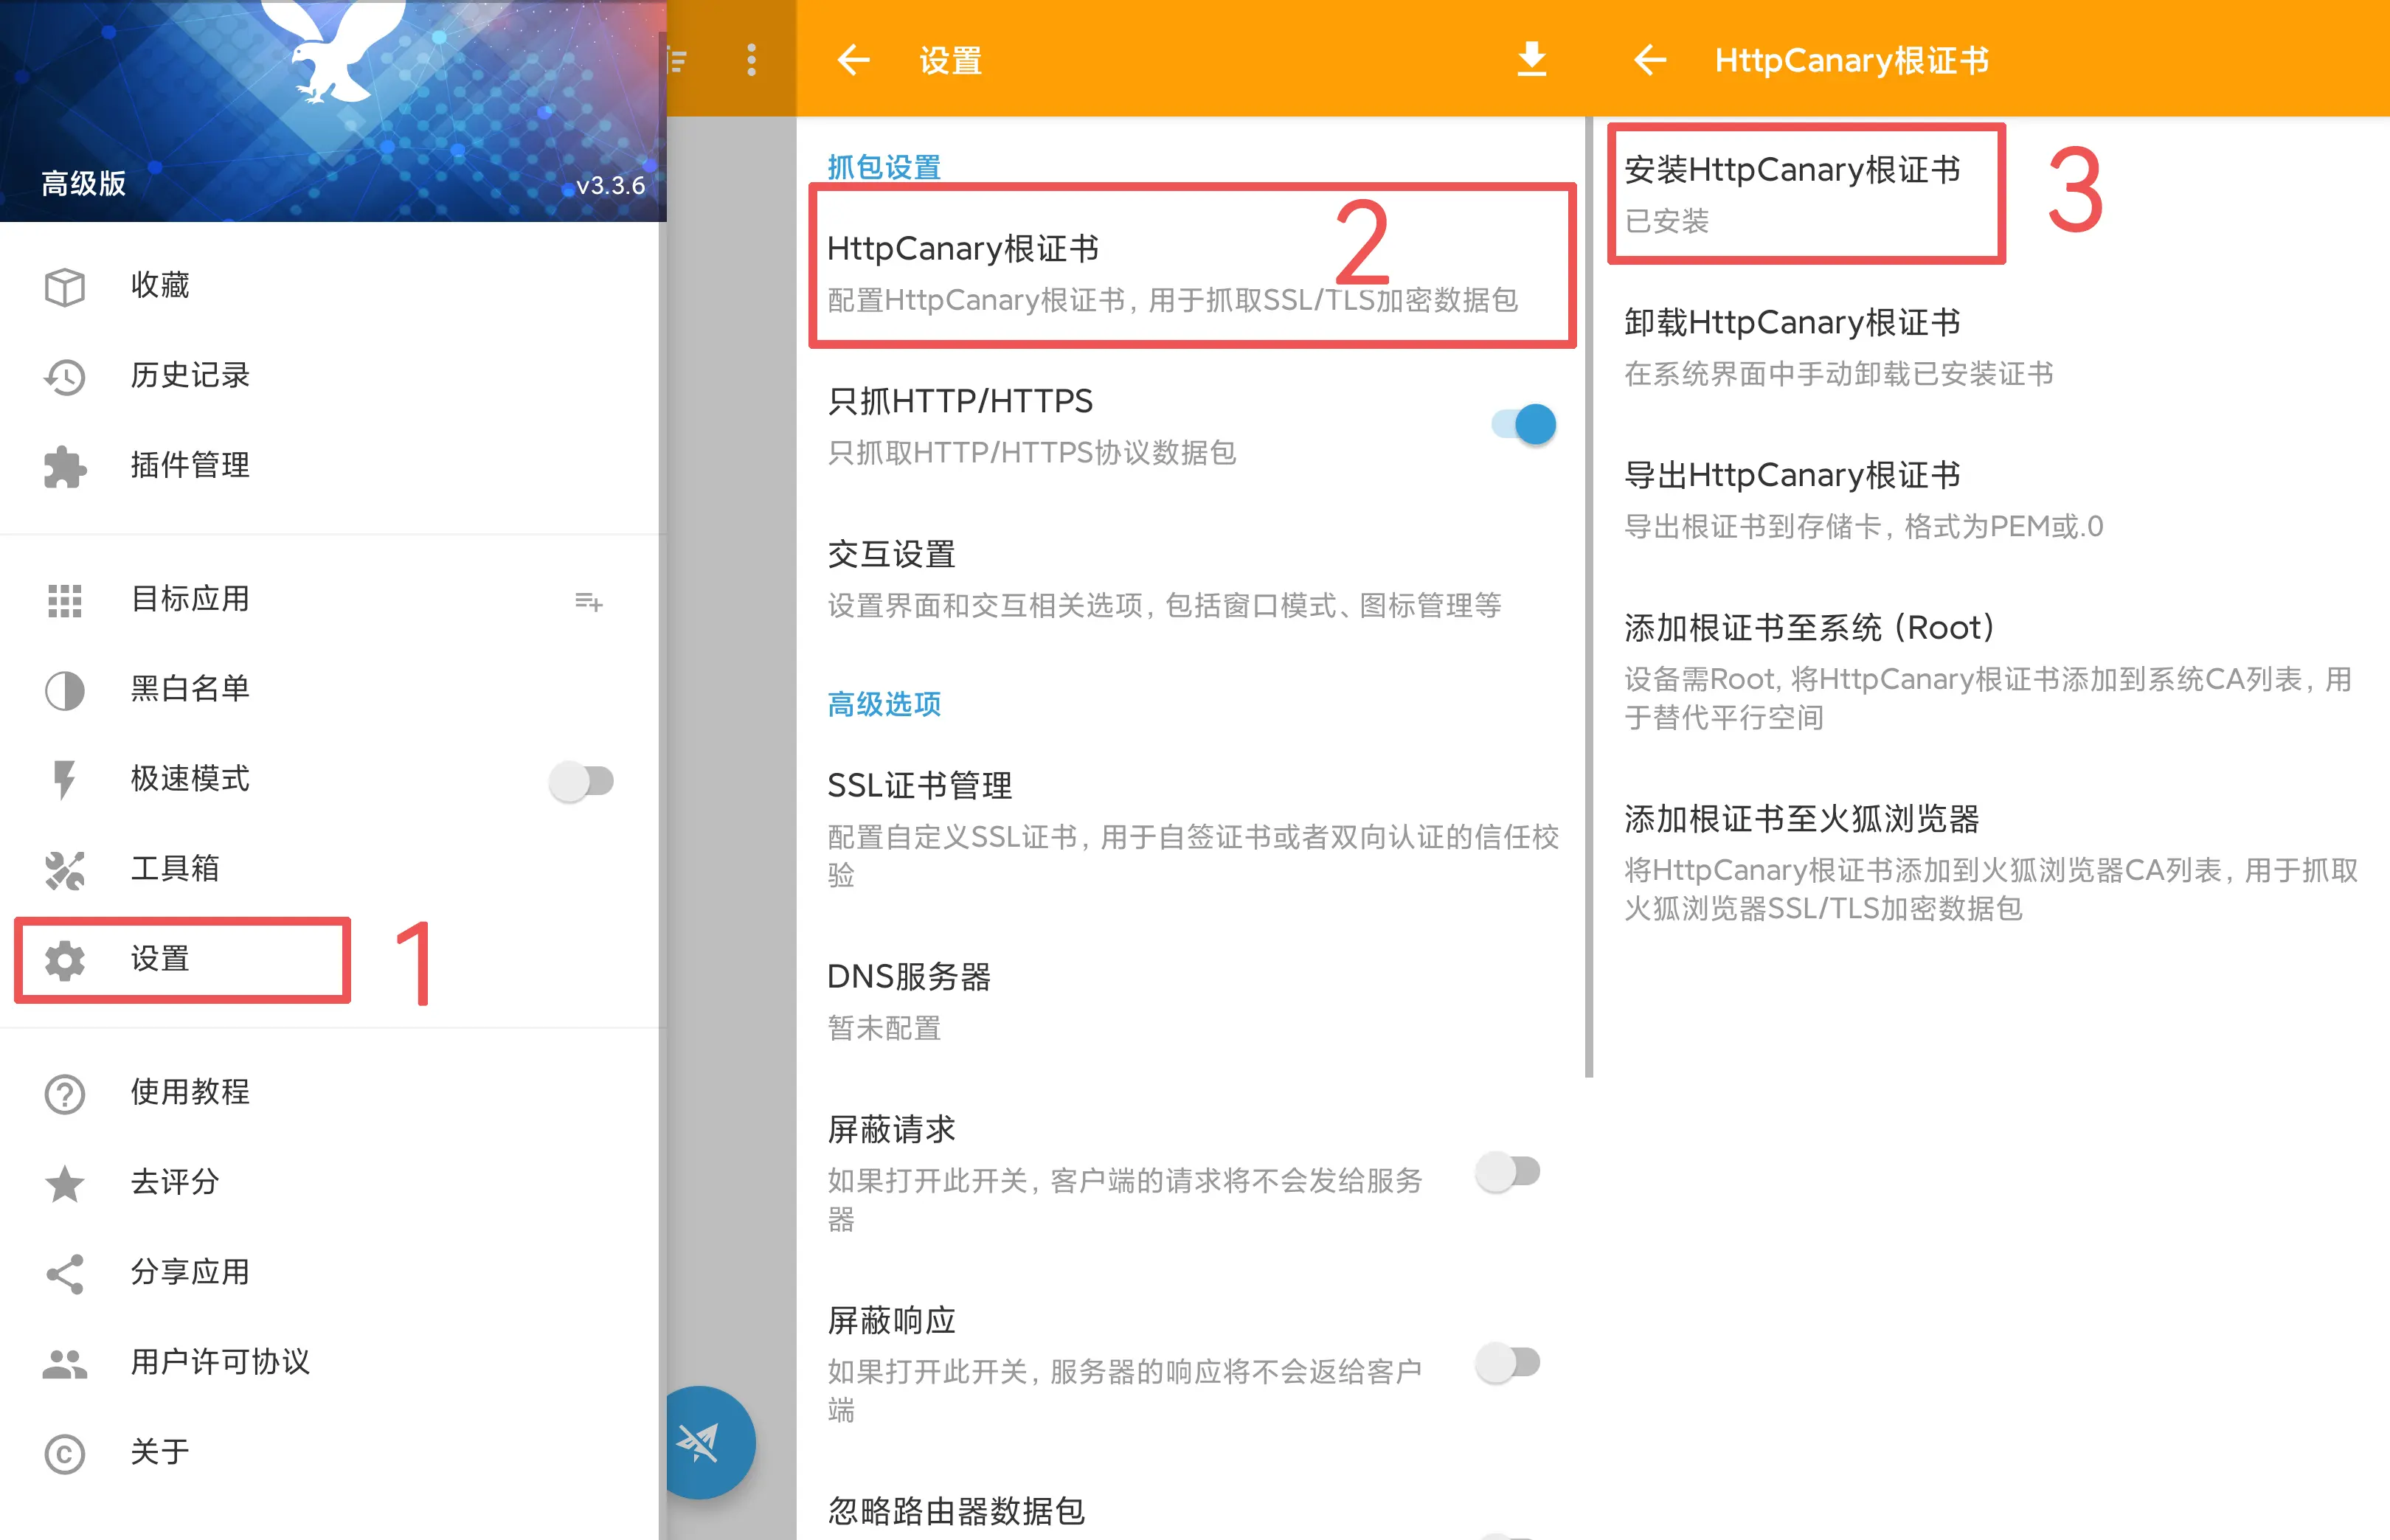 高级版
v3.3.6
收藏
历史记录
插件管理
目标应用
黑白名单
极速模式
工具箱
设置
1
使用教程
去评分
分享应用
用户许可协议
关于
设置
抓包设置
HttpCanary根证书
2
配置HttpCanary根证书，用于抓取SSL/TLS加密数据包
只抓HTTP/HTTPS
只抓取HTTP/HTTPS协议数据包
交互设置
设置界面和交互相关选项，包括窗口模式、图标管理等
高级选项
SSL证书管理
配置自定义SSL证书，用于自签证书或者双向认证的信任校
验
DNS服务器
暂未配置
屏蔽请求
如果打开此开关，客户端的请求将不会发给服务
器
屏蔽响应
如果打开此开关，服务器的响应将不会返给客户
端
忽略路由器数据包
HttpCanary根证书
安装HttpCanary根证书
已安装
3
卸载HttpCanary根证书
在系统界面中手动卸载已安装证书
导出HttpCanary根证书
导出根证书到存储卡，格式为PEM或.0
添加根证书至系统（Root）
设备需Root, 将HttpCanary根证书添加到系统CA列表，用
于替代平行空间
添加根证书至火狐浏览器
将HttpCanary根证书添加到火狐浏览器CA列表，用于抓取
火狐浏览器SSL/TLS加密数据包